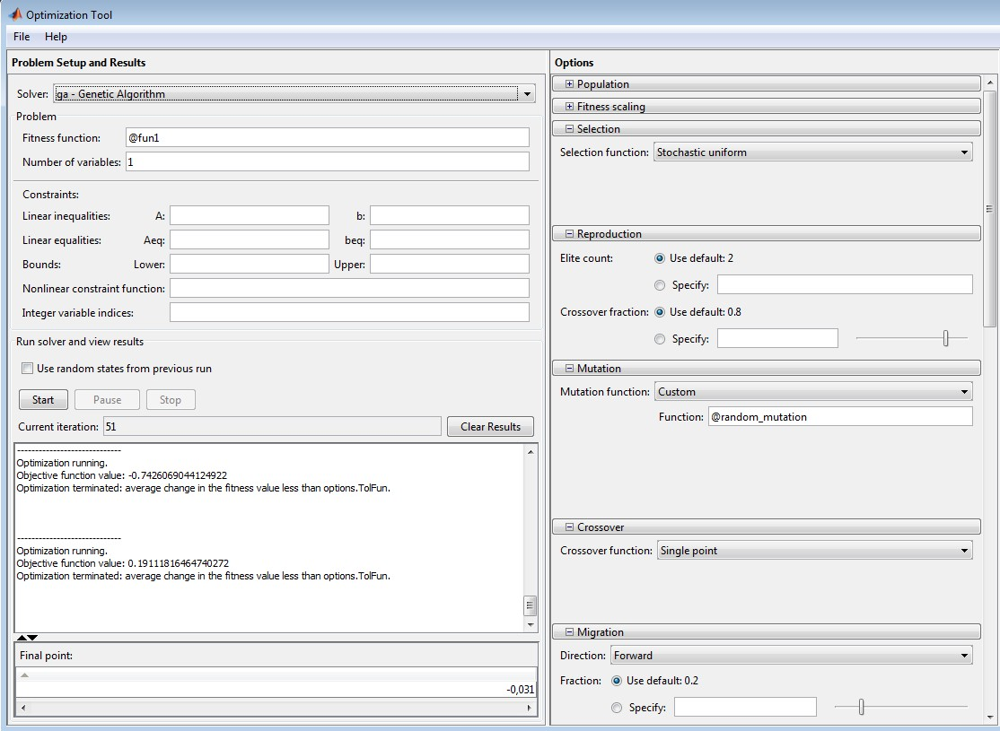 Optimization Tool
File Help
Problem Setup and Results
Solver: ga - Genetic Algorithm
Problem
Fitness function: @fun1
Number of variables: 1
Constraints:
Linear inequalities: A: b:
Linear equalities: Aeq: beq:
Bounds: Lower: Upper:
Nonlinear constraint function:
Integer variable indices:
Run solver and view results
Use random states from previous run
Start Pause Stop
Current iteration: 51 Clear Results
------------------------------
Optimization running.
Objective function value: -0.7426069044124922
Optimization terminated: average change in the fitness value less than options.TolFun.
------------------------------
Optimization running.
Objective function value: 0.19111816464740272
Optimization terminated: average change in the fitness value less than options.TolFun.
Final point:
-0,031
Options
Population
Fitness scaling
Selection
Selection function: Stochastic uniform
Reproduction
Elite count: Use default: 2
Specify:
Crossover fraction: Use default: 0.8
Specify:
Mutation
Mutation function: Custom
Function: @random_mutation
Crossover
Crossover function: Single point
Migration
Direction: Forward
Fraction: Use default: 0.2
Specify: